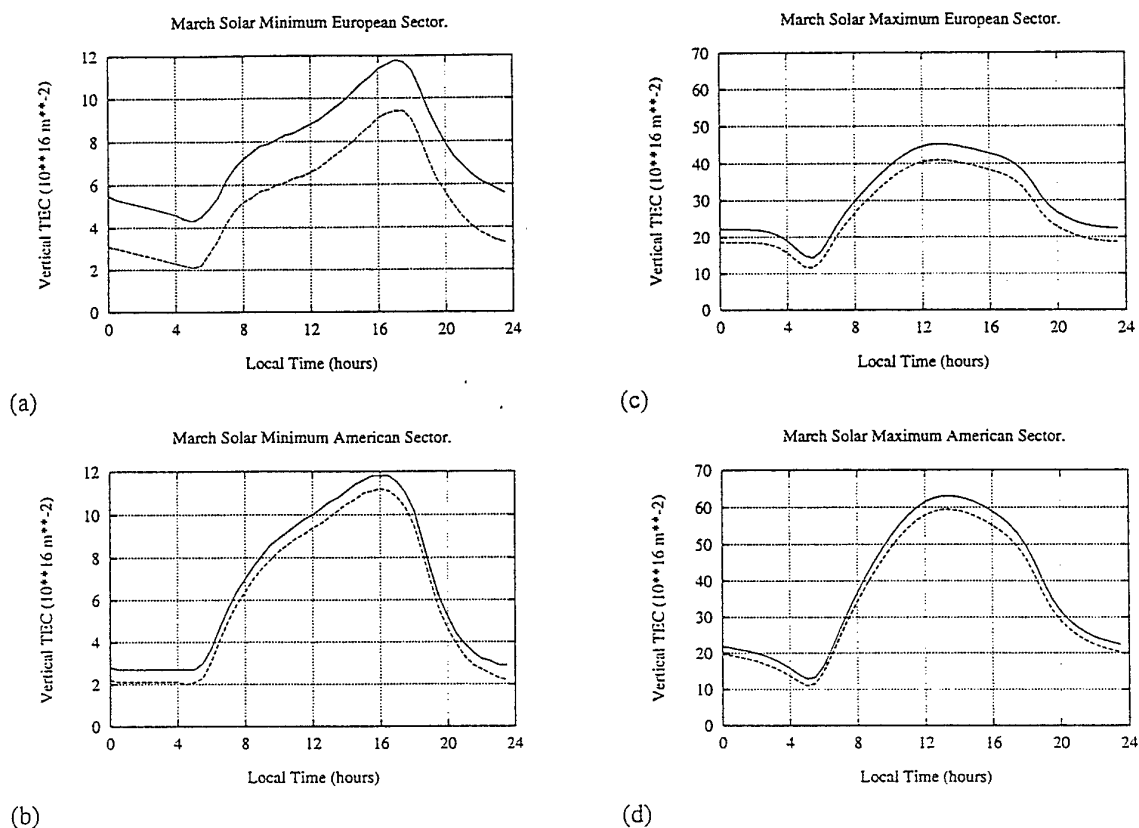 March Solar Minimum European Sector.
12
10
8
6
4
2
0
Vertical TEC (10**16 m**-2)
0 4 8 12 16 20 24
Local Time (hours)
(a)
March Solar Maximum European Sector.
70
60
50
40
30
20
10
0
Vertical TEC (10**16 m**-2)
0 4 8 12 16 20 24
Local Time (hours)
(c)
March Solar Minimum American Sector.
12
10
8
6
4
2
0
Vertical TEC (10**16 m**-2)
0 4 8 12 16 20 24
Local Time (hours)
(b)
March Solar Maximum American Sector.
70
60
50
40
30
20
10
0
Vertical TEC (10**16 m**-2)
0 4 8 12 16 20 24
Local Time (hours)
(d)